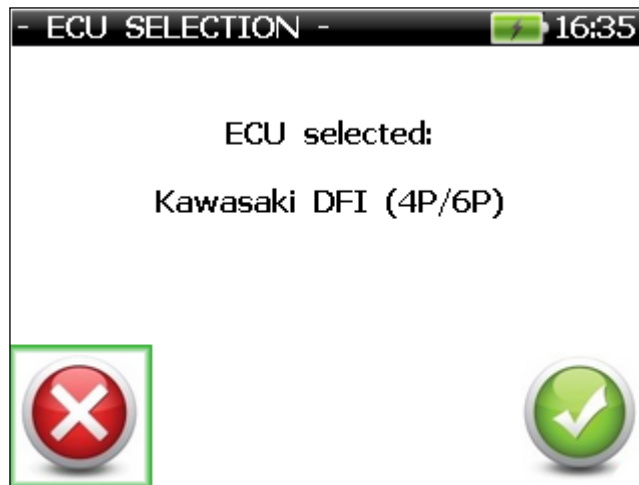 - ECU SELECTION - 16:35
ECU selected:
Kawasaki DFI (4P/6P)